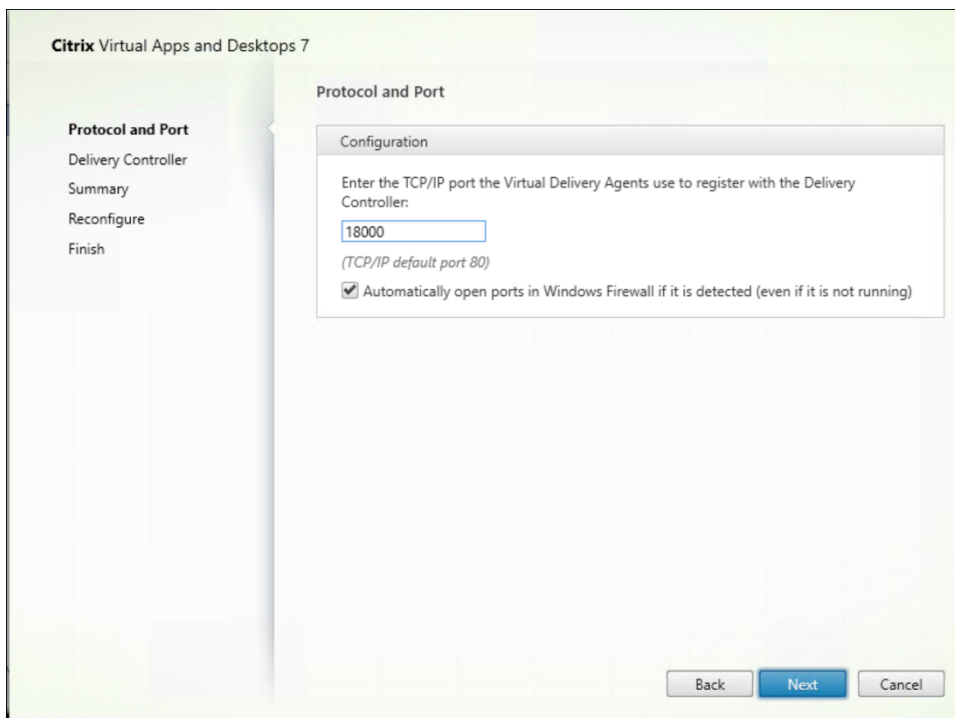 Citrix Virtual Apps and Desktops 7
Protocol and Port
Delivery Controller
Summary
Reconfigure
Finish
Protocol and Port
Configuration
Enter the TCP/IP port the Virtual Delivery Agents use to register with the Delivery
Controller:
18000
(TCP/IP default port 80)
Automatically open ports in Windows Firewall if it is detected (even if it is not running)
Back
Next
Cancel